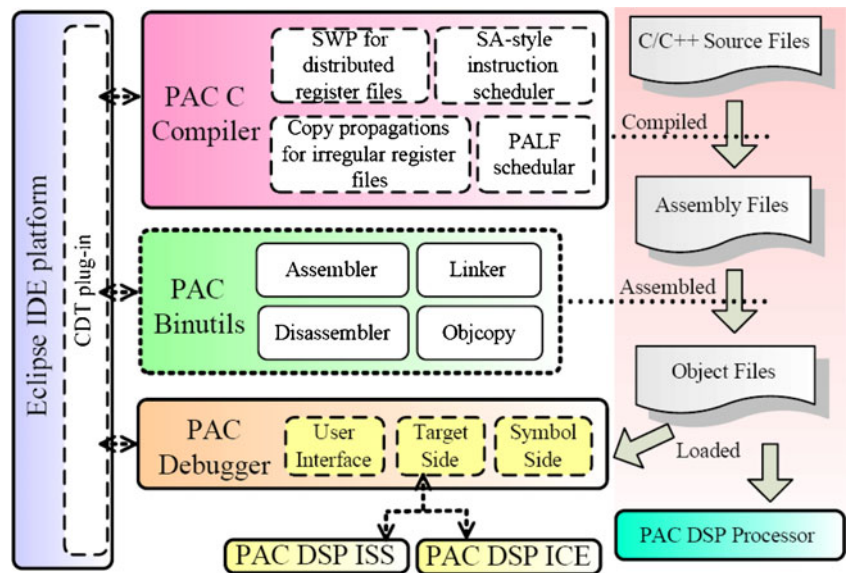 Eclipse IDE platform
CDT plug-in
PAC C
Compiler
SWP for
distributed
register files
SA-style
instruction
scheduler
Copy propagations
for irregular register
files
PALF
schedular
PAC
Binutils
Assembler
Linker
Disassembler
Objcopy
PAC
Debugger
User
Interface
Target
Side
Symbol
Side
PAC DSP ISS
PAC DSP ICE
C/C++ Source Files
Compiled
Assembly Files
Assembled
Object Files
Loaded
PAC DSP Processor